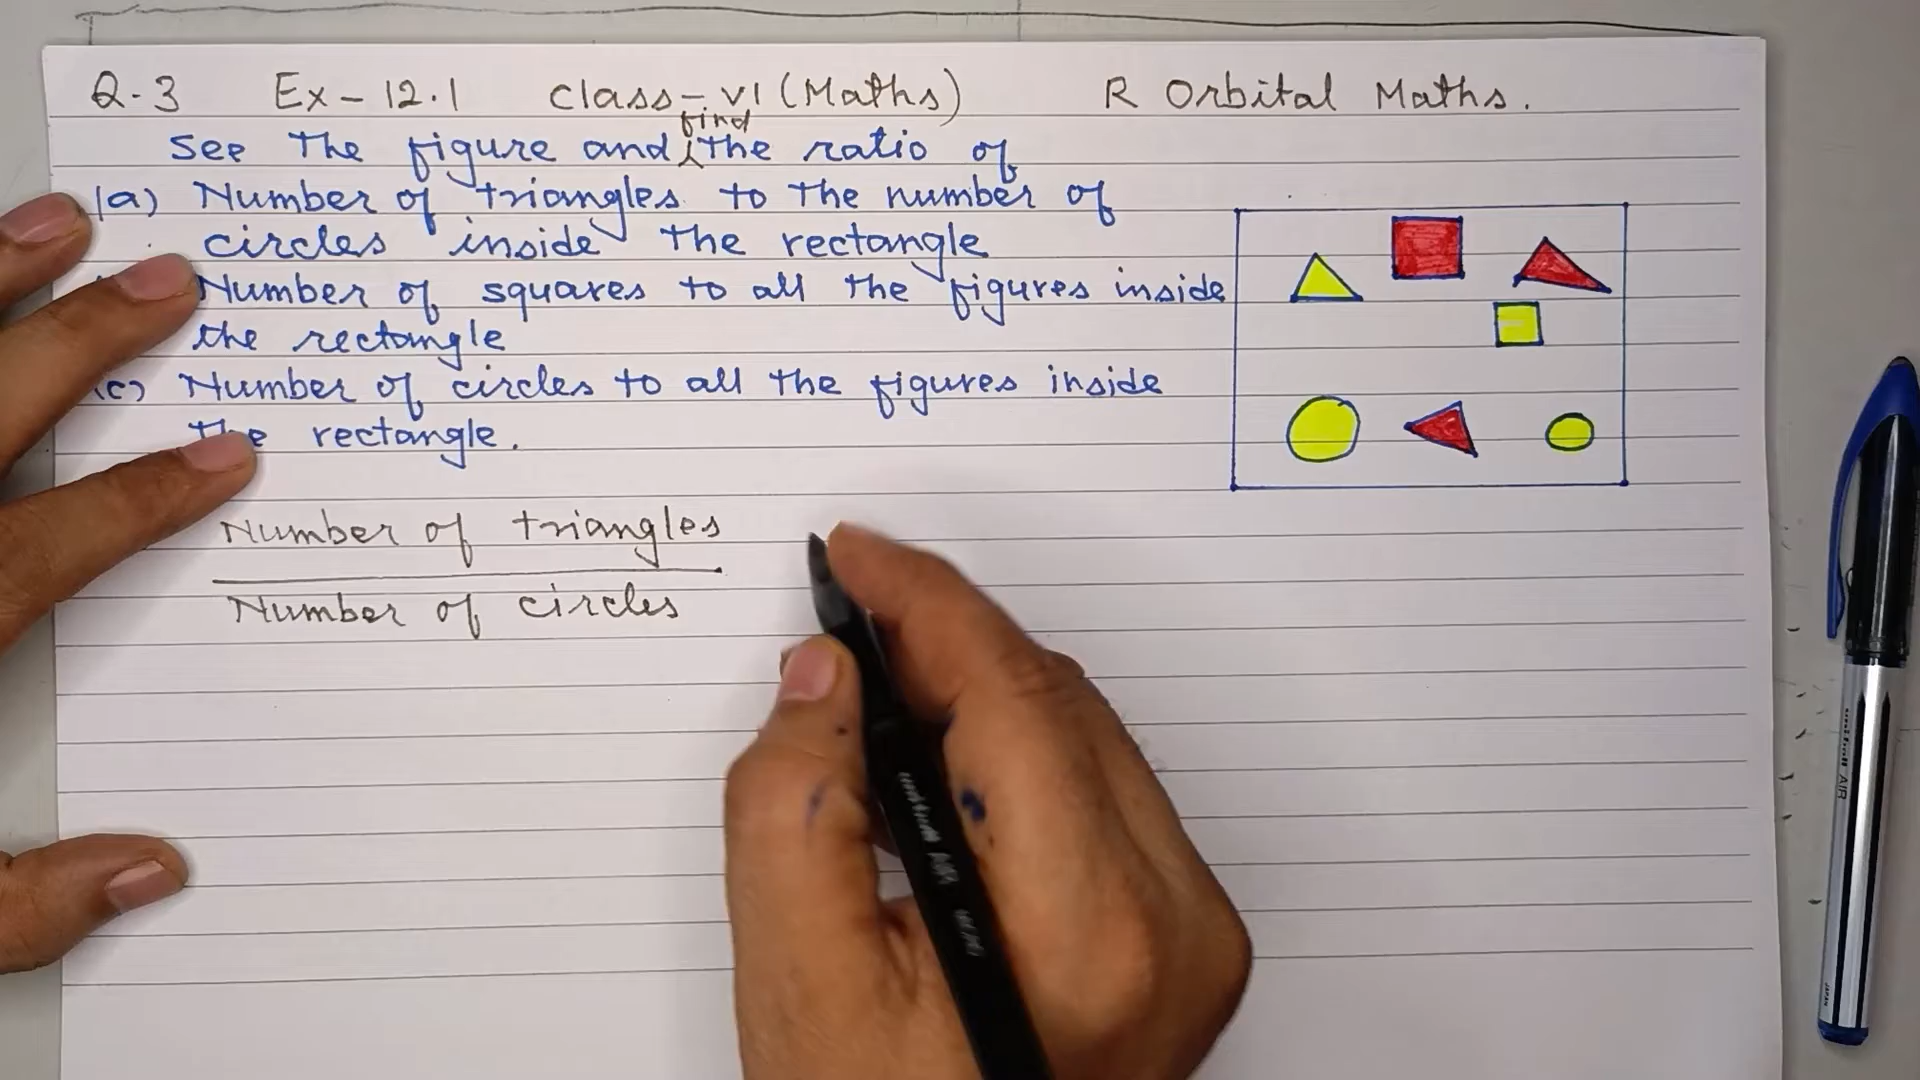 Q.3 Ex-12.1 Class-VI (Maths) R Orbital Maths.
find
See the figure and the ratio of
(a) Number of triangles to the number of
circles inside the rectangle
Number of squares to all the figures inside
the rectangle
(c) Number of circles to all the figures inside
the rectangle.
Number of triangles
Number of circles